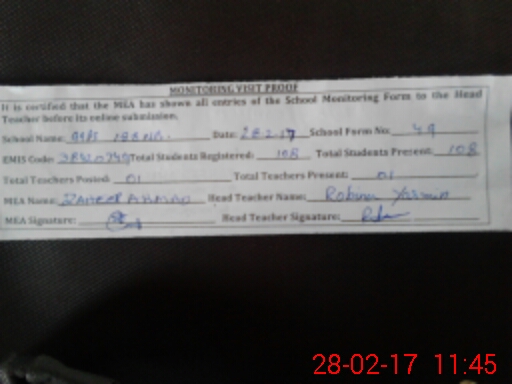 MONITORING VISIT PROOF
It is certified that the MEA has shown all entries of the School Monitoring Form to the Head
Teacher before its online submission.
School Name: Date: 28.2.17 School Form No: 49
EMIS Code: Total Students Registered: 108 Total Students Present: 108
Total Teachers Posted: 01 Total Teachers Present: 01
MEA Name: Head Teacher Name: Robina Yasmin
MEA Signature: Head Teacher Signature:
28-02-17 11:45